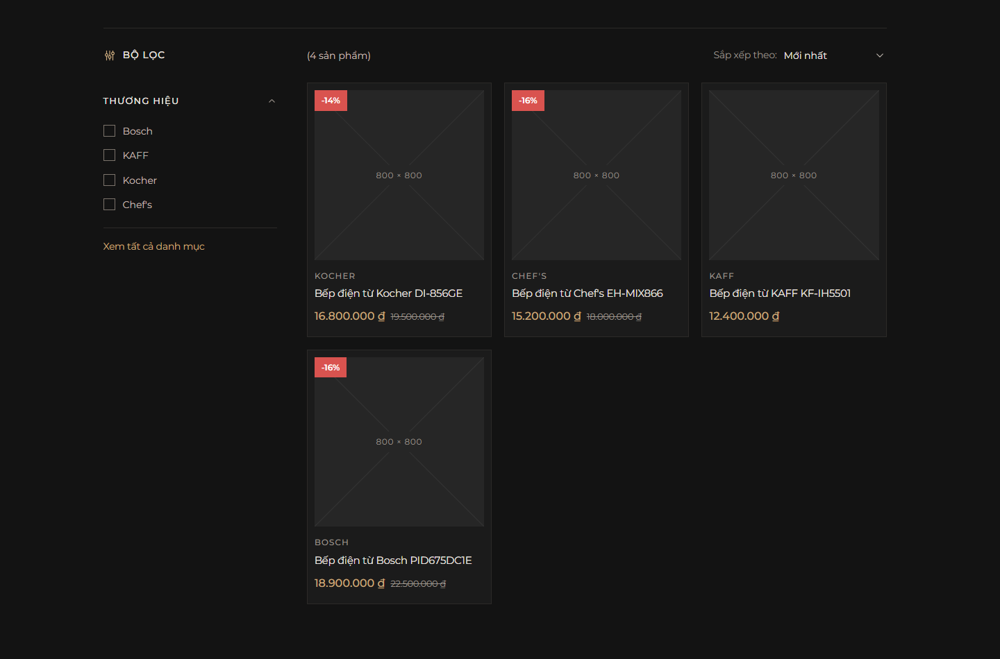 BỘ LỌC
(4 sản phẩm)
Sắp xếp theo: Mới nhất
THƯƠNG HIỆU
Bosch
KAFF
Kocher
Chef's
Xem tất cả danh mục
-14%
800 × 800
KOCHER
Bếp điện từ Kocher DI-856GE
16.800.000 ₫ 19.500.000 ₫
-16%
800 × 800
CHEF'S
Bếp điện từ Chef's EH-MIX866
15.200.000 ₫ 18.000.000 ₫
800 × 800
KAFF
Bếp điện từ KAFF KF-IH5501
12.400.000 ₫
-16%
800 × 800
BOSCH
Bếp điện từ Bosch PID675DC1E
18.900.000 ₫ 22.500.000 ₫